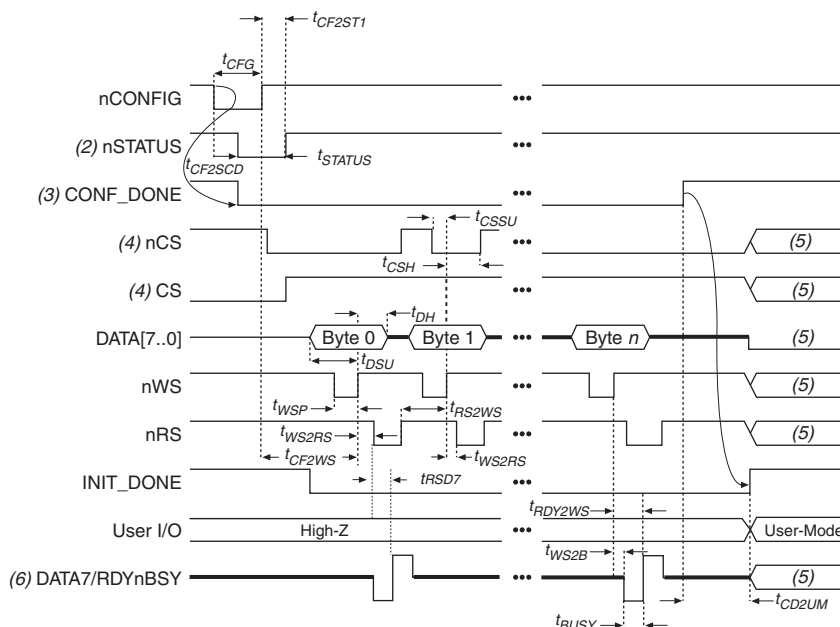 tCF2ST1
tCFG
nCONFIG •••
(2) nSTATUS •••
tSTATUS
tCF2SCD
(3) CONF_DONE •••
tCSSU
(4) nCS ••• (5)
tCSH
(4) CS ••• (5)
tDH
DATA[7..0] Byte 0 Byte 1 ••• Byte n (5)
tDSU
nWS ••• (5)
tWSP tRS2WS
nRS ••• (5)
tWS2RS
tCF2WS tWS2RS
INIT_DONE tRSD7 •••
tRDY2WS
User I/O High-Z ••• User-Mode
tWS2B
(6) DATA7/RDYnBSY ••• (5)
tCD2UM
tBUSY